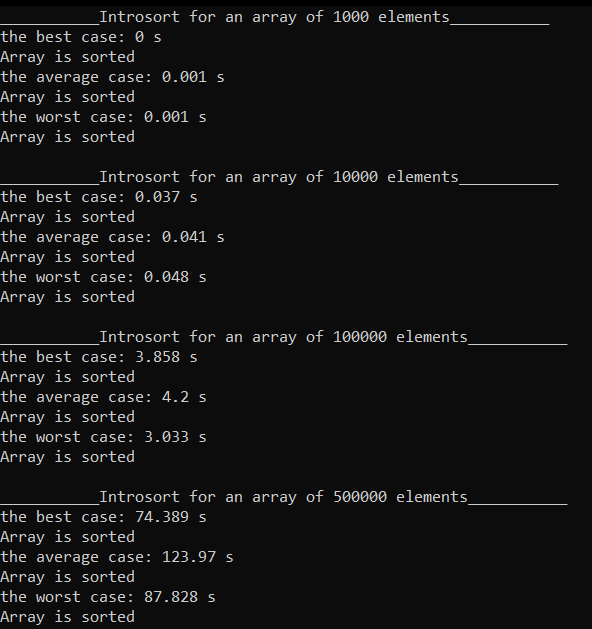 ___________Introsort for an array of 1000 elements___________
the best case: 0 s
Array is sorted
the average case: 0.001 s
Array is sorted
the worst case: 0.001 s
Array is sorted
___________Introsort for an array of 10000 elements___________
the best case: 0.037 s
Array is sorted
the average case: 0.041 s
Array is sorted
the worst case: 0.048 s
Array is sorted
___________Introsort for an array of 100000 elements___________
the best case: 3.858 s
Array is sorted
the average case: 4.2 s
Array is sorted
the worst case: 3.033 s
Array is sorted
___________Introsort for an array of 500000 elements___________
the best case: 74.389 s
Array is sorted
the average case: 123.97 s
Array is sorted
the worst case: 87.828 s
Array is sorted